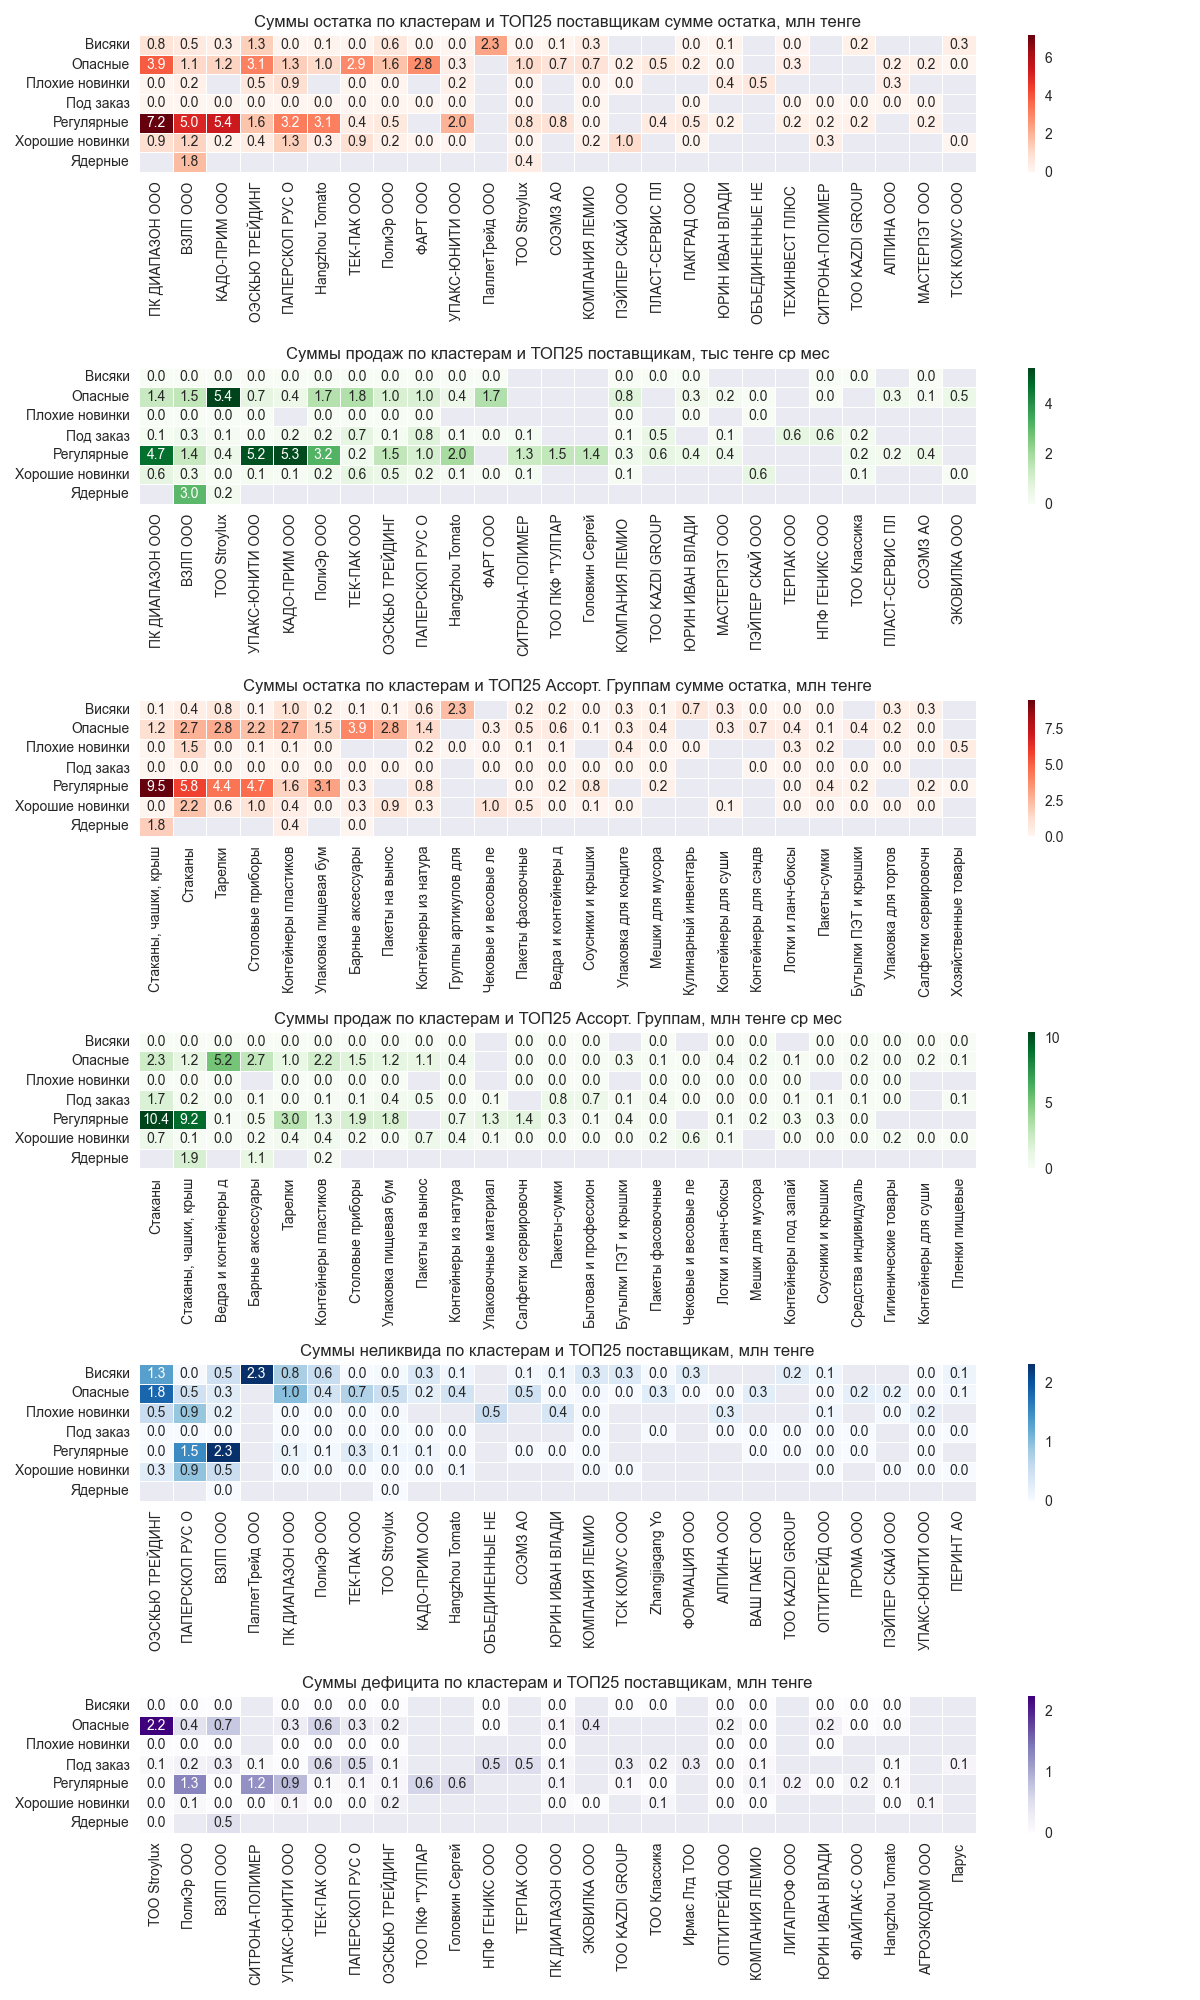 Суммы остатка по кластерам и ТОП25 поставщикам сумме остатка, млн тенге
Висяки 0.8 0.5 0.3 1.3 0.0 0.1 0.0 0.6 0.0 0.0 2.3 0.0 0.1 0.3 0.0 0.1 0.0 0.2 0.3
Опасные 3.9 1.1 1.2 3.1 1.3 1.0 2.9 1.6 2.8 0.3 1.0 0.7 0.7 0.2 0.5 0.2 0.0 0.3 0.2 0.2 0.0
Плохие новинки 0.0 0.2 0.5 0.9 0.0 0.0 0.2 0.0 0.0 0.0 0.4 0.5 0.3
Под заказ 0.0 0.0 0.0 0.0 0.0 0.0 0.0 0.0 0.0 0.0 0.0 0.0 0.0 0.0 0.0 0.0 0.0 0.0
Регулярные 7.2 5.0 5.4 1.6 3.2 3.1 0.4 0.5 2.0 0.8 0.8 0.0 0.4 0.5 0.2 0.2 0.2 0.2 0.2
Хорошие новинки 0.9 1.2 0.2 0.4 1.3 0.3 0.9 0.2 0.0 0.0 0.0 0.2 1.0 0.0 0.3 0.0
Ядерные 1.8 0.4
6
4
2
0
ПК ДИАПАЗОН ООО
ВЗЛП ООО
КАДО-ПРИМ ООО
ОЭСКЬЮ ТРЕЙДИНГ
ПАПЕРСКОП РУС О
Hangzhou Tomato
ТЕК-ПАК ООО
ПолиЭр ООО
ФАРТ ООО
УПАКС-ЮНИТИ ООО
ПаллетТрейд ООО
ТОО Stroylux
СОЭМЗ АО
КОМПАНИЯ ЛЕМИО
ПЭЙПЕР СКАЙ ООО
ПЛАСТ-СЕРВИС ПЛ
ПАКГРАД ООО
ЮРИН ИВАН ВЛАДИ
ОБЪЕДИНЕННЫЕ НЕ
ТЕХИНВЕСТ ПЛЮС
СИТРОНА-ПОЛИМЕР
ТОО KAZDI GROUP
АЛПИНА ООО
МАСТЕРПЭТ ООО
ТСК КОМУС ООО
Суммы продаж по кластерам и ТОП25 поставщикам, тыс тенге ср мес
Висяки 0.0 0.0 0.0 0.0 0.0 0.0 0.0 0.0 0.0 0.0 0.0 0.0 0.0 0.0 0.0 0.0 0.0
Опасные 1.4 1.5 5.4 0.7 0.4 1.7 1.8 1.0 1.0 0.4 1.7 0.8 0.3 0.2 0.0 0.0 0.3 0.1 0.5
Плохие новинки 0.0 0.0 0.0 0.0 0.0 0.0 0.0 0.0 0.0 0.0 0.0
Под заказ 0.1 0.3 0.1 0.0 0.2 0.2 0.7 0.1 0.8 0.1 0.0 0.1 0.1 0.5 0.1 0.6 0.6 0.2
Регулярные 4.7 1.4 0.4 5.2 5.3 3.2 0.2 1.5 1.0 2.0 1.3 1.5 1.4 0.3 0.6 0.4 0.4 0.2 0.2 0.4
Хорошие новинки 0.6 0.3 0.0 0.1 0.1 0.2 0.6 0.5 0.2 0.1 0.0 0.1 0.1 0.6 0.1 0.0
Ядерные 3.0 0.2
4
2
0
ПК ДИАПАЗОН ООО
ВЗЛП ООО
ТОО Stroylux
УПАКС-ЮНИТИ ООО
КАДО-ПРИМ ООО
ПолиЭр ООО
ТЕК-ПАК ООО
ОЭСКЬЮ ТРЕЙДИНГ
ПАПЕРСКОП РУС О
Hangzhou Tomato
ФАРТ ООО
СИТРОНА-ПОЛИМЕР
ТОО ПКФ "ТУЛПАР
Головкин Сергей
КОМПАНИЯ ЛЕМИО
ТОО KAZDI GROUP
ЮРИН ИВАН ВЛАДИ
МАСТЕРПЭТ ООО
ПЭЙПЕР СКАЙ ООО
ТЕРПАК ООО
НПФ ГЕНИКС ООО
ТОО Классика
ПЛАСТ-СЕРВИС ПЛ
СОЭМЗ АО
ЭКОВИЛКА ООО
Суммы остатка по кластерам и ТОП25 Ассорт. Группам сумме остатка, млн тенге
Висяки 0.1 0.4 0.8 0.1 1.0 0.2 0.1 0.1 0.6 2.3 0.2 0.2 0.0 0.3 0.1 0.7 0.3 0.0 0.0 0.0 0.3 0.3
Опасные 1.2 2.7 2.8 2.2 2.7 1.5 3.9 2.8 1.4 0.3 0.5 0.6 0.1 0.3 0.4 0.3 0.7 0.4 0.1 0.4 0.2 0.0
Плохие новинки 0.0 1.5 0.0 0.1 0.1 0.0 0.2 0.0 0.0 0.1 0.1 0.4 0.0 0.0 0.3 0.2 0.0 0.0 0.5
Под заказ 0.0 0.0 0.0 0.0 0.0 0.0 0.0 0.0 0.0 0.0 0.0 0.0 0.0 0.0 0.0 0.0 0.0 0.0 0.0 0.0
Регулярные 9.5 5.8 4.4 4.7 1.6 3.1 0.3 0.8 0.0 0.2 0.8 0.2 0.0 0.4 0.2 0.2 0.0
Хорошие новинки 0.0 2.2 0.6 1.0 0.4 0.0 0.3 0.9 0.3 1.0 0.5 0.0 0.1 0.0 0.1 0.0 0.0 0.0 0.0 0.0
Ядерные 1.8 0.4 0.0
7.5
5.0
2.5
0.0
Стаканы, чашки, крыш
Стаканы
Тарелки
Столовые приборы
Контейнеры пластиков
Упаковка пищевая бум
Барные аксессуары
Пакеты на вынос
Контейнеры из натура
Группы артикулов для
Чековые и весовые ле
Пакеты фасовочные
Ведра и контейнеры д
Соусники и крышки
Упаковка для кондите
Мешки для мусора
Кулинарный инвентарь
Контейнеры для суши
Контейнеры для сэндв
Лотки и ланч-боксы
Пакеты-сумки
Бутылки ПЭТ и крышки
Упаковка для тортов
Салфетки сервировочн
Хозяйственные товары
Суммы продаж по кластерам и ТОП25 Ассорт. Группам, млн тенге ср мес
Висяки 0.0 0.0 0.0 0.0 0.0 0.0 0.0 0.0 0.0 0.0 0.0 0.0 0.0 0.0 0.0 0.0 0.0 0.0 0.0 0.0 0.0
Опасные 2.3 1.2 5.2 2.7 1.0 2.2 1.5 1.2 1.1 0.4 0.0 0.0 0.0 0.3 0.1 0.0 0.4 0.2 0.1 0.0 0.2 0.0 0.2 0.1
Плохие новинки 0.0 0.0 0.0 0.0 0.0 0.0 0.0 0.0 0.0 0.0 0.0 0.0 0.0 0.0 0.0 0.0 0.0 0.0
Под заказ 1.7 0.2 0.0 0.1 0.0 0.1 0.1 0.4 0.5 0.0 0.1 0.8 0.7 0.1 0.4 0.0 0.0 0.0 0.1 0.1 0.1 0.0 0.1
Регулярные 10.4 9.2 0.1 0.5 3.0 1.3 1.9 1.8 0.7 1.3 1.4 0.3 0.1 0.4 0.0 0.1 0.2 0.3 0.3 0.0
Хорошие новинки 0.7 0.1 0.0 0.2 0.4 0.4 0.2 0.0 0.7 0.4 0.1 0.0 0.0 0.0 0.0 0.2 0.6 0.1 0.0 0.0 0.0 0.2 0.0 0.0
Ядерные 1.9 1.1 0.2
10
5
0
Стаканы
Стаканы, чашки, крыш
Ведра и контейнеры д
Барные аксессуары
Тарелки
Контейнеры пластиков
Столовые приборы
Упаковка пищевая бум
Пакеты на вынос
Контейнеры из натура
Упаковочные материал
Салфетки сервировочн
Пакеты-сумки
Бытовая и профессион
Бутылки ПЭТ и крышки
Пакеты фасовочные
Чековые и весовые ле
Лотки и ланч-боксы
Мешки для мусора
Контейнеры под запай
Соусники и крышки
Средства индивидуаль
Гигиенические товары
Контейнеры для суши
Пленки пищевые
Суммы неликвида по кластерам и ТОП25 поставщикам, млн тенге
Висяки 1.3 0.0 0.5 2.3 0.8 0.6 0.0 0.0 0.3 0.1 0.1 0.1 0.3 0.3 0.0 0.3 0.2 0.1 0.0 0.1
Опасные 1.8 0.5 0.3 1.0 0.4 0.7 0.5 0.2 0.4 0.5 0.0 0.0 0.0 0.3 0.0 0.0 0.3 0.0 0.2 0.2 0.0 0.1
Плохие новинки 0.5 0.9 0.2 0.0 0.0 0.0 0.0 0.5 0.4 0.0 0.3 0.1 0.0 0.2
Под заказ 0.0 0.0 0.0 0.0 0.0 0.0 0.0 0.0 0.0 0.0 0.0 0.0 0.0 0.0 0.0 0.0 0.0 0.0 0.0
Регулярные 0.0 1.5 2.3 0.1 0.1 0.3 0.1 0.1 0.0 0.0 0.0 0.0 0.0 0.0 0.0 0.0 0.0
Хорошие новинки 0.3 0.9 0.5 0.0 0.0 0.0 0.0 0.0 0.1 0.0 0.0 0.0 0.0 0.0 0.0
Ядерные 0.0 0.0
2
1
0
ОЭСКЬЮ ТРЕЙДИНГ
ПАПЕРСКОП РУС О
ВЗЛП ООО
ПаллетТрейд ООО
ПК ДИАПАЗОН ООО
ПолиЭр ООО
ТЕК-ПАК ООО
ТОО Stroylux
КАДО-ПРИМ ООО
Hangzhou Tomato
ОБЪЕДИНЕННЫЕ НЕ
СОЭМЗ АО
ЮРИН ИВАН ВЛАДИ
КОМПАНИЯ ЛЕМИО
ТСК КОМУС ООО
Zhangjiagang Yo
ФОРМАЦИЯ ООО
АЛПИНА ООО
ВАШ ПАКЕТ ООО
ТОО KAZDI GROUP
ОПТИТРЕЙД ООО
ПРОМА ООО
ПЭЙПЕР СКАЙ ООО
УПАКС-ЮНИТИ ООО
ПЕРИНТ АО
Суммы дефицита по кластерам и ТОП25 поставщикам, млн тенге
Висяки 0.0 0.0 0.0 0.0 0.0 0.0 0.0 0.0 0.0 0.0 0.0 0.0 0.0 0.0 0.0 0.0
Опасные 2.2 0.4 0.7 0.3 0.6 0.3 0.2 0.0 0.1 0.4 0.2 0.0 0.2 0.0 0.0
Плохие новинки 0.0 0.0 0.0 0.0 0.0 0.0 0.0 0.0 0.0 0.0 0.0
Под заказ 0.1 0.2 0.3 0.1 0.0 0.6 0.5 0.1 0.5 0.5 0.1 0.3 0.2 0.3 0.0 0.1 0.1 0.1
Регулярные 0.0 1.3 0.0 1.2 0.9 0.1 0.1 0.1 0.6 0.6 0.1 0.1 0.0 0.0 0.1 0.2 0.0 0.2 0.1
Хорошие новинки 0.0 0.1 0.0 0.0 0.1 0.0 0.0 0.2 0.0 0.0 0.1 0.0 0.0 0.0 0.1
Ядерные 0.0 0.5
2
1
0
ТОО Stroylux
ПолиЭр ООО
ВЗЛП ООО
СИТРОНА-ПОЛИМЕР
УПАКС-ЮНИТИ ООО
ТЕК-ПАК ООО
ПАПЕРСКОП РУС О
ОЭСКЬЮ ТРЕЙДИНГ
ТОО ПКФ "ТУЛПАР
Головкин Сергей
НПФ ГЕНИКС ООО
ТЕРПАК ООО
ПК ДИАПАЗОН ООО
ЭКОВИЛКА ООО
ТОО KAZDI GROUP
ТОО Классика
Ирмас Лтд ТОО
ОПТИТРЕЙД ООО
КОМПАНИЯ ЛЕМИО
ЛИГАПРОФ ООО
ЮРИН ИВАН ВЛАДИ
ФЛАЙПАК-С ООО
Hangzhou Tomato
АГРОЭКОДОМ ООО
Парус